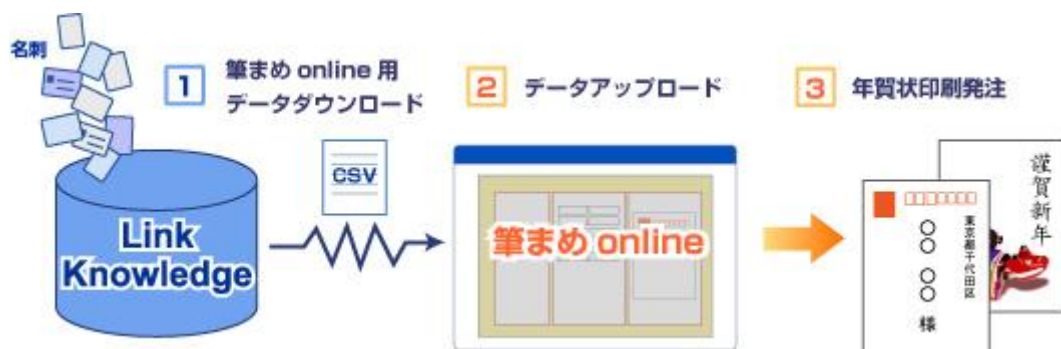 名刺
1
筆まめ online 用
データダウンロード
CSV
Link
Knowledge
2
データアップロード
筆まめ online
3
年賀状印刷発注
謹賀新年
東京都千代田区
○○ ○○ 様